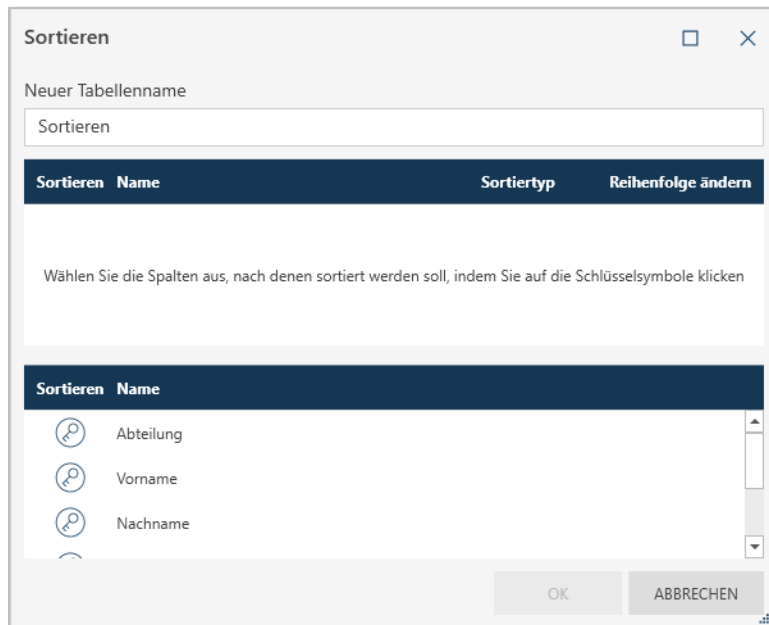 Sortieren
Neuer Tabellenname
Sortieren
Sortieren Name Sortiertyp Reihenfolge ändern
Wählen Sie die Spalten aus, nach denen sortiert werden soll, indem Sie auf die Schlüsselsymbole klicken
Sortieren Name
Abteilung
Vorname
Nachname
OK ABBRECHEN